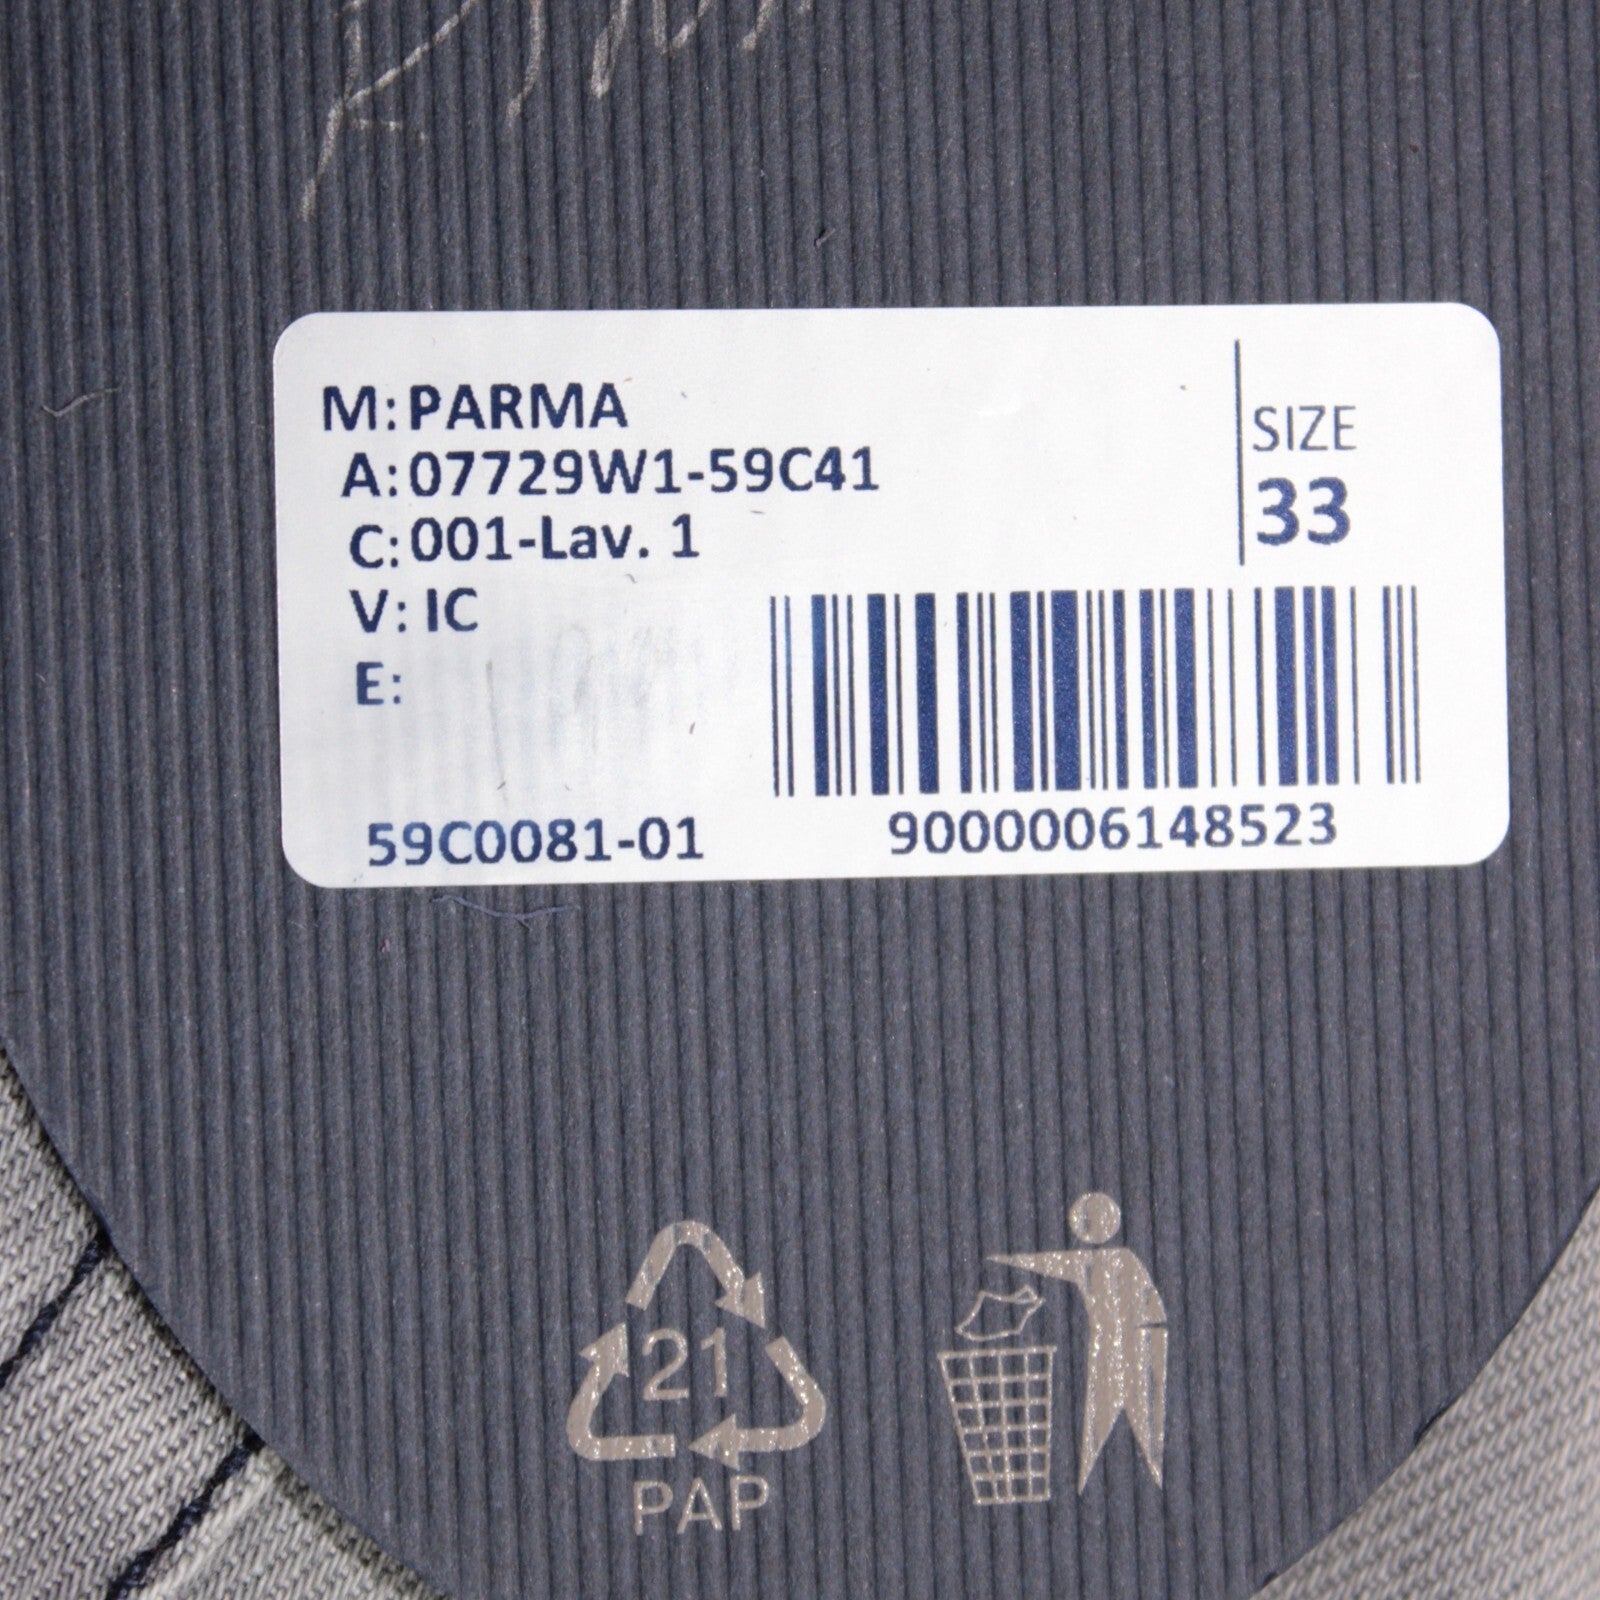 M: PARMA
A: 07729W1-59C41
C: 001-Lav. 1
V: IC
E:
SIZE
33
59C0081-01
9000006148523
21
PAP